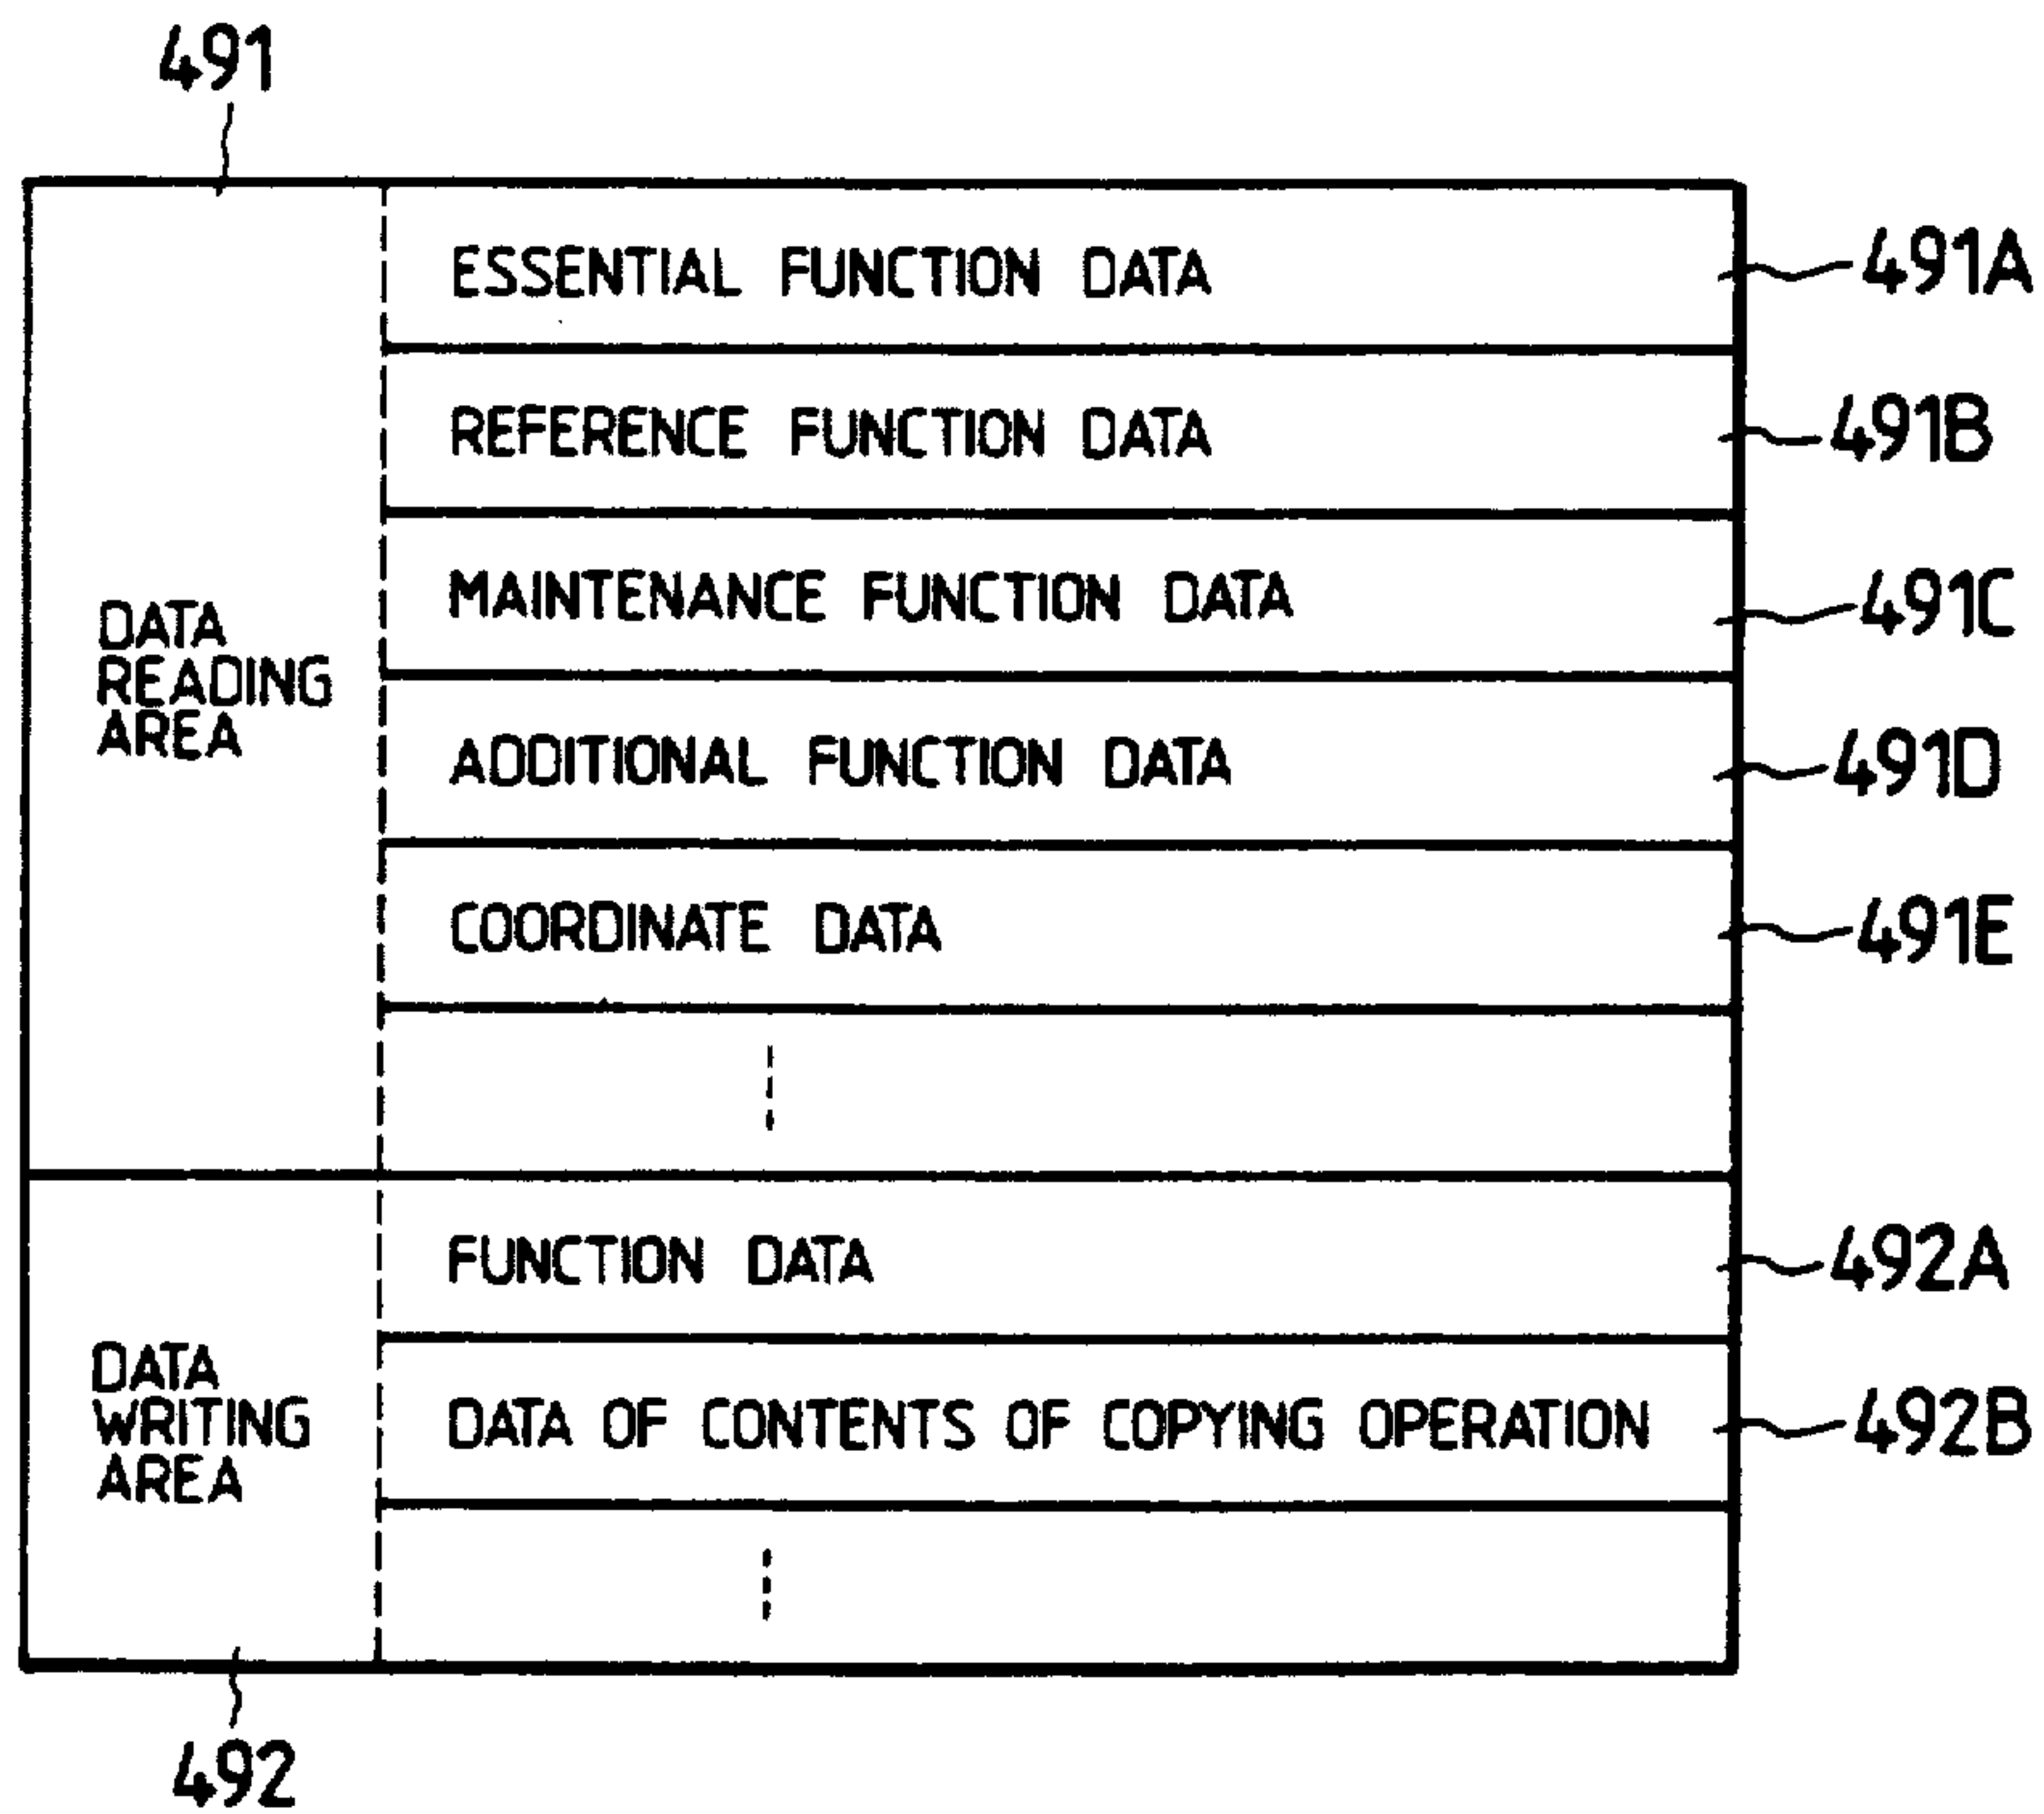 491
ESSENTIAL FUNCTION DATA
491A
REFERENCE FUNCTION DATA
491B
MAINTENANCE FUNCTION DATA
491C
DATA
READING
AREA
ADDITIONAL FUNCTION DATA
491D
COORDINATE DATA
491E
FUNCTION DATA
492A
DATA
WRITING
AREA
DATA OF CONTENTS OF COPYING OPERATION
492B
492